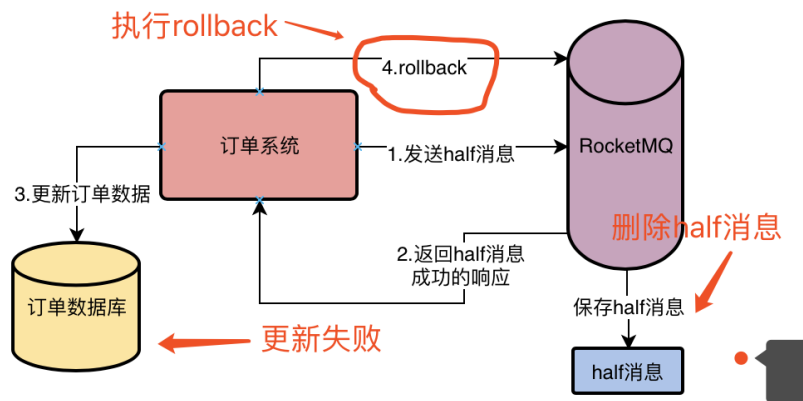 执行rollback
4.rollback
订单系统
1.发送half消息
RocketMQ
3.更新订单数据
删除half消息
2.返回half消息
成功的响应
订单数据库
保存half消息
更新失败
half消息